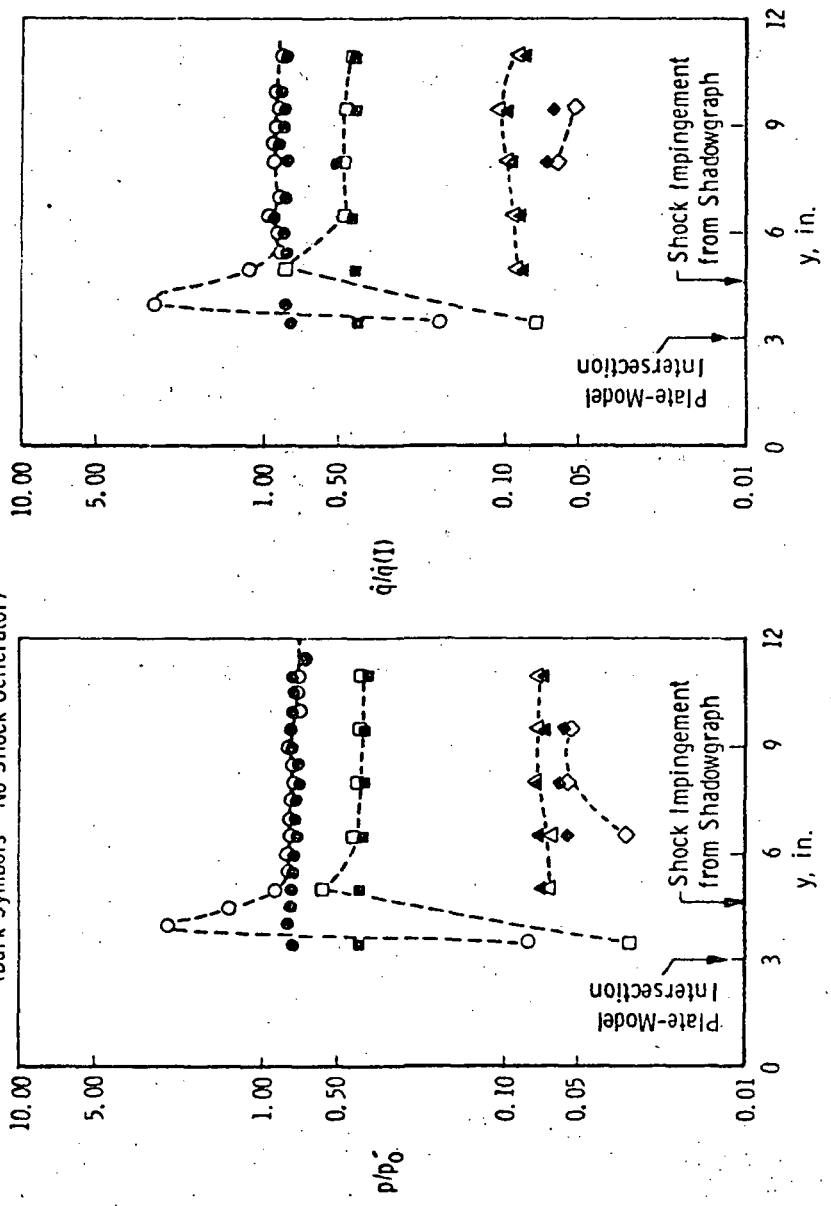 (Dark Symbols - No Shock Generator)
10.00
5.00
1.00
0.50
0.10
0.05
0.01
p/p₀
0
3
6
9
12
y, in.
Plate-Model
Intersection
Shock Impingement
from Shadowgraph
10.00
5.00
1.00
0.50
0.10
0.05
0.01
q̇/q̇(I)
0
3
6
9
12
y, in.
Plate-Model
Intersection
Shock Impingement
from Shadowgraph